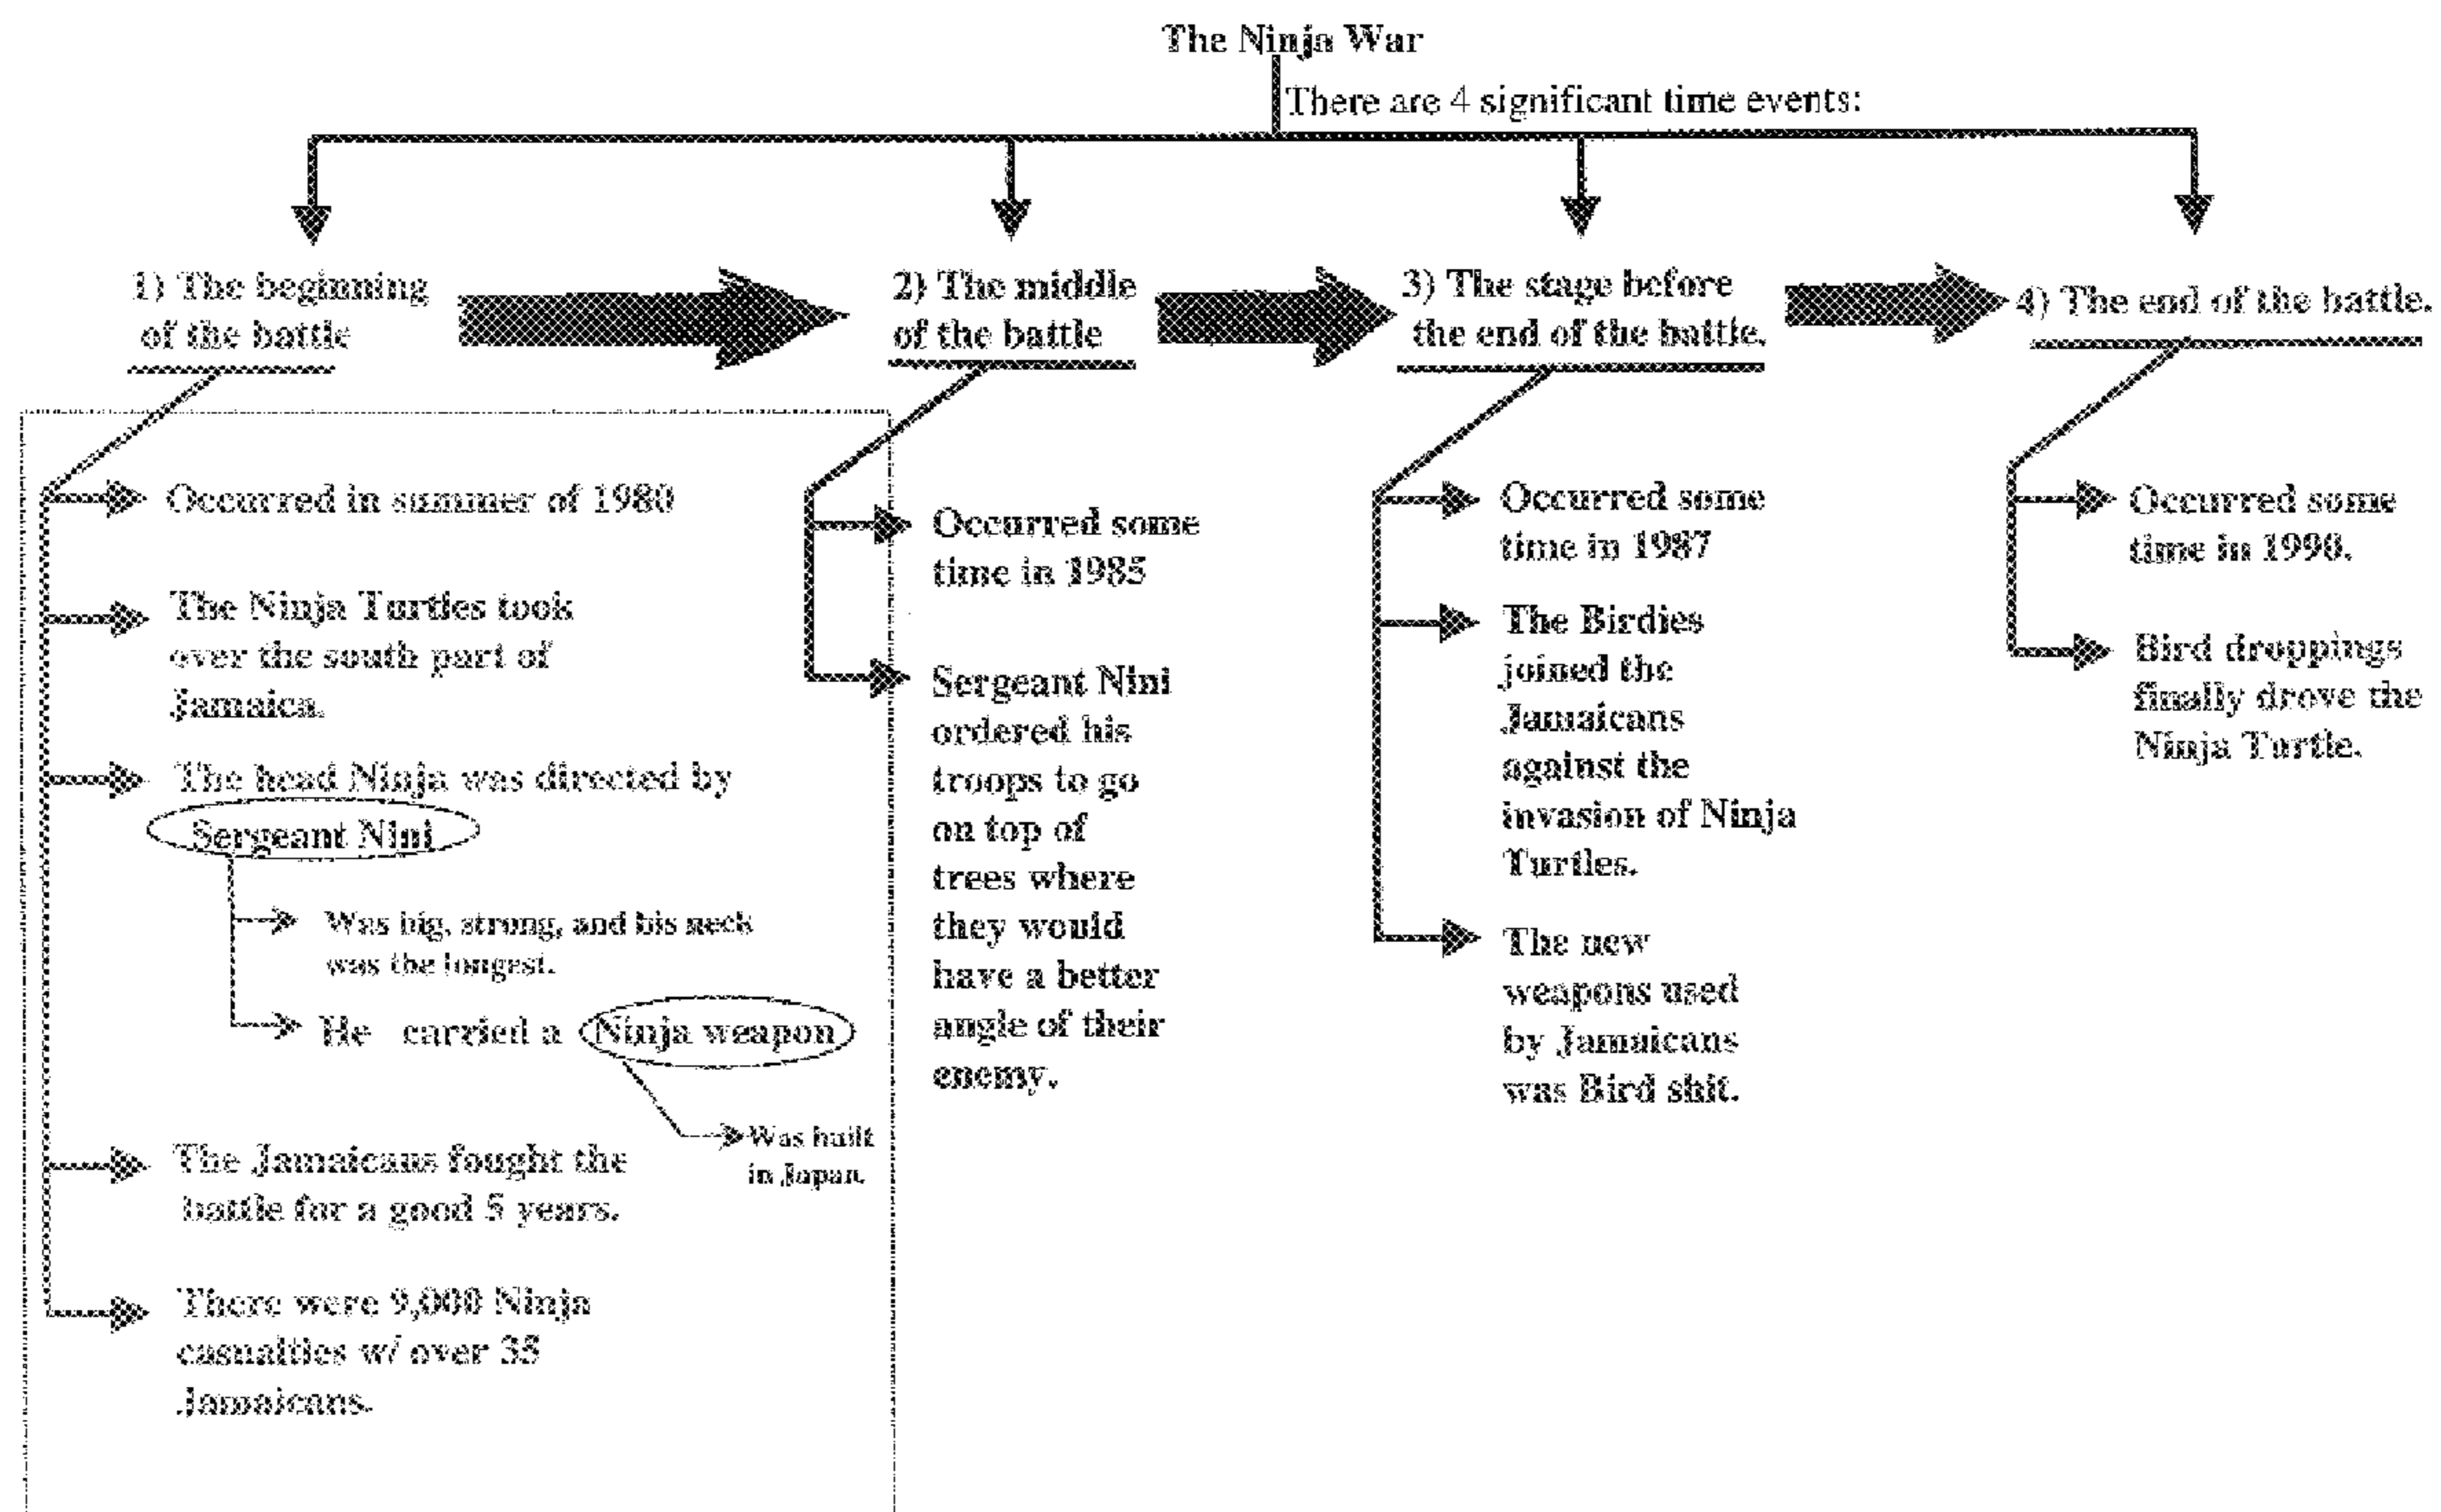 The Ninja War
There are 4 significant time events:
1) The beginning
of the battle
Occurred in summer of 1980
The Ninja Turtles took
over the south part of
Jamaica.
The head Ninja was directed by
Sergeant Nini
Was big, strong, and his neck
was the longest.
He carried a Ninja weapon
Was built
in Japan.
The Jamaicans fought the
battle for a good 5 years.
There were 9,000 Ninja
casualties w/ over 35
Jamaicans.
2) The middle
of the battle
Occurred some
time in 1985
Sergeant Nini
ordered his
troops to go
on top of
trees where
they would
have a better
angle of their
enemy.
3) The stage before
the end of the battle.
Occurred some
time in 1987
The Birdies
joined the
Jamaicans
against the
invasion of Ninja
Turtles.
The new
weapons used
by Jamaicans
was Bird shit.
4) The end of the battle.
Occurred some
time in 1990.
Bird droppings
finally drove the
Ninja Turtle.